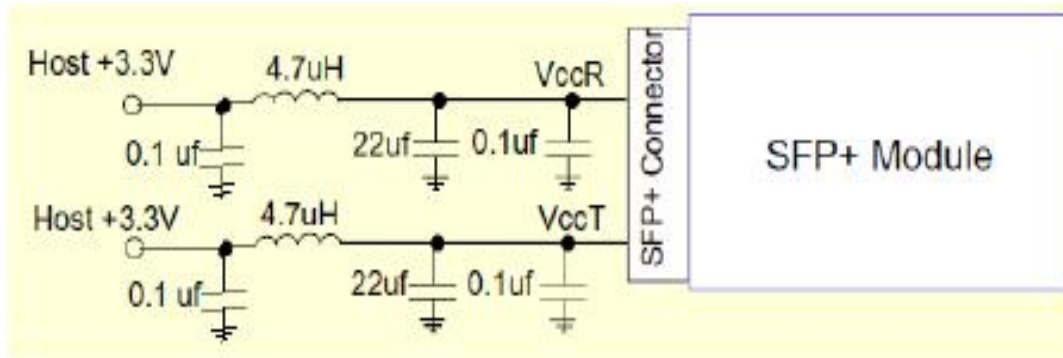 Host +3.3V
4.7uH
VccR
0.1 uf
22uf
0.1uf
Host +3.3V
4.7uH
VccT
0.1 uf
22uf
0.1uf
SFP+ Connector
SFP+ Module